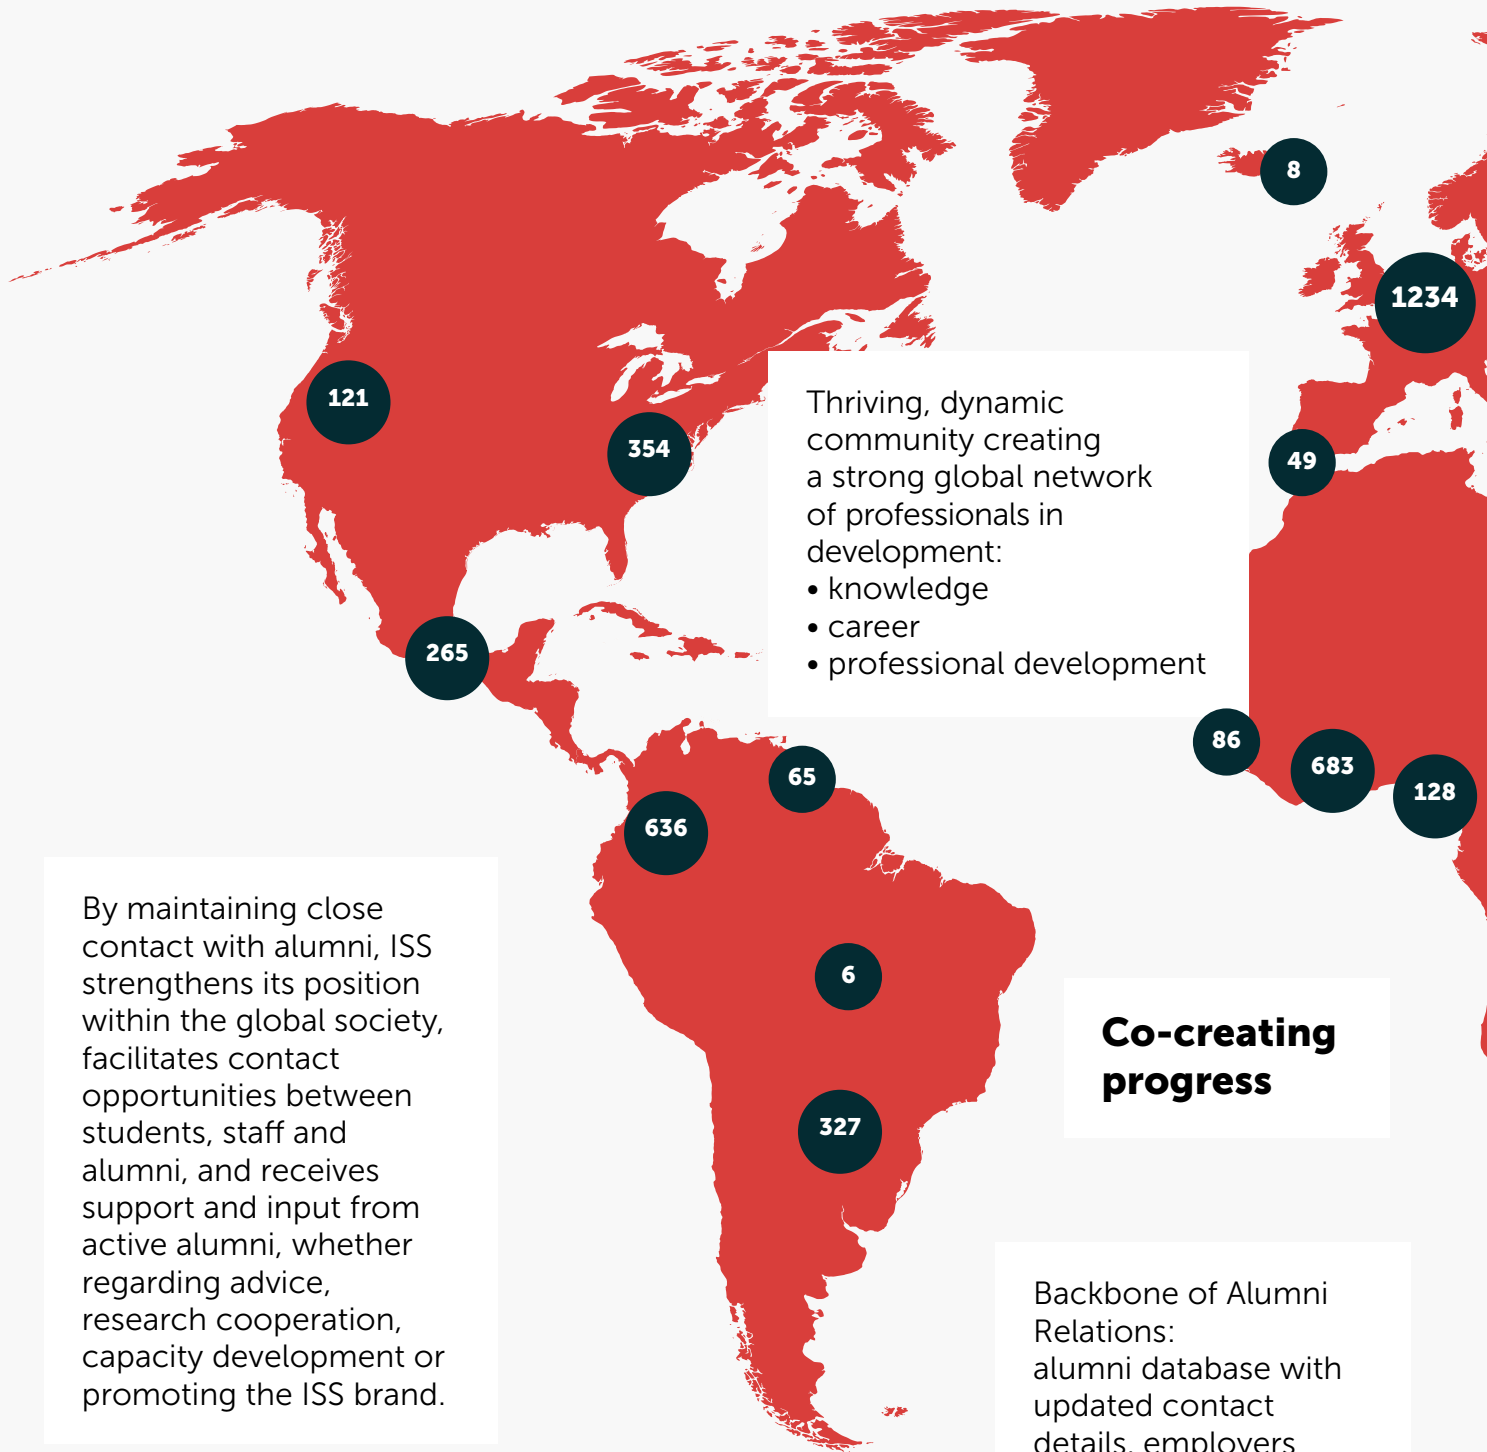 8
1234
121
354
49
Thriving, dynamic
community creating
a strong global network
of professionals in
development:
• knowledge
• career
• professional development
265
86
683
128
65
636
By maintaining close
contact with alumni, ISS
strengthens its position
within the global society,
facilitates contact
opportunities between
students, staff and
alumni, and receives
support and input from
active alumni, whether
regarding advice,
research cooperation,
capacity development or
promoting the ISS brand.
6
Co-creating
progress
327
Backbone of Alumni
Relations:
alumni database with
updated contact
details, employers